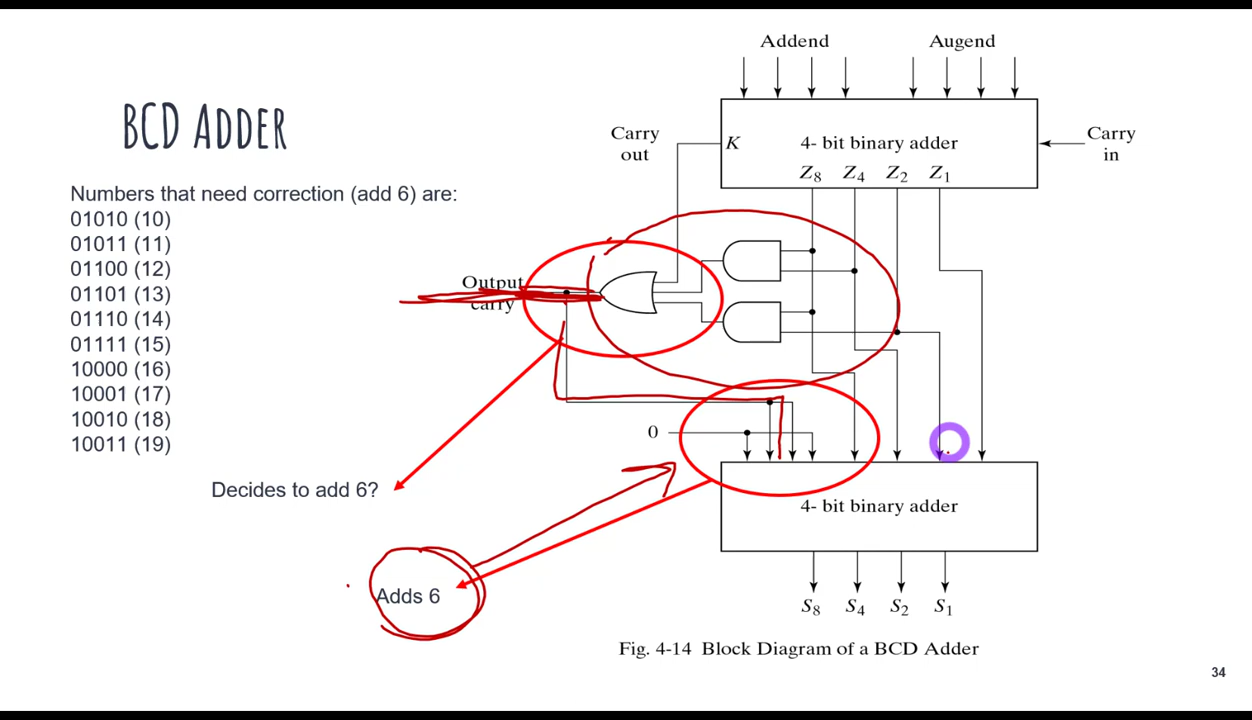 BCD ADDER
Numbers that need correction (add 6) are:
01010 (10)
01011 (11)
01100 (12)
01101 (13)
01110 (14)
01111 (15)
10000 (16)
10001 (17)
10010 (18)
10011 (19)
Decides to add 6?
Adds 6
Addend Augend
Carry
out
K 4- bit binary adder
Carry
in
Z8 Z4 Z2 Z1
Output
carry
0
4- bit binary adder
S8 S4 S2 S1
Fig. 4-14 Block Diagram of a BCD Adder
34